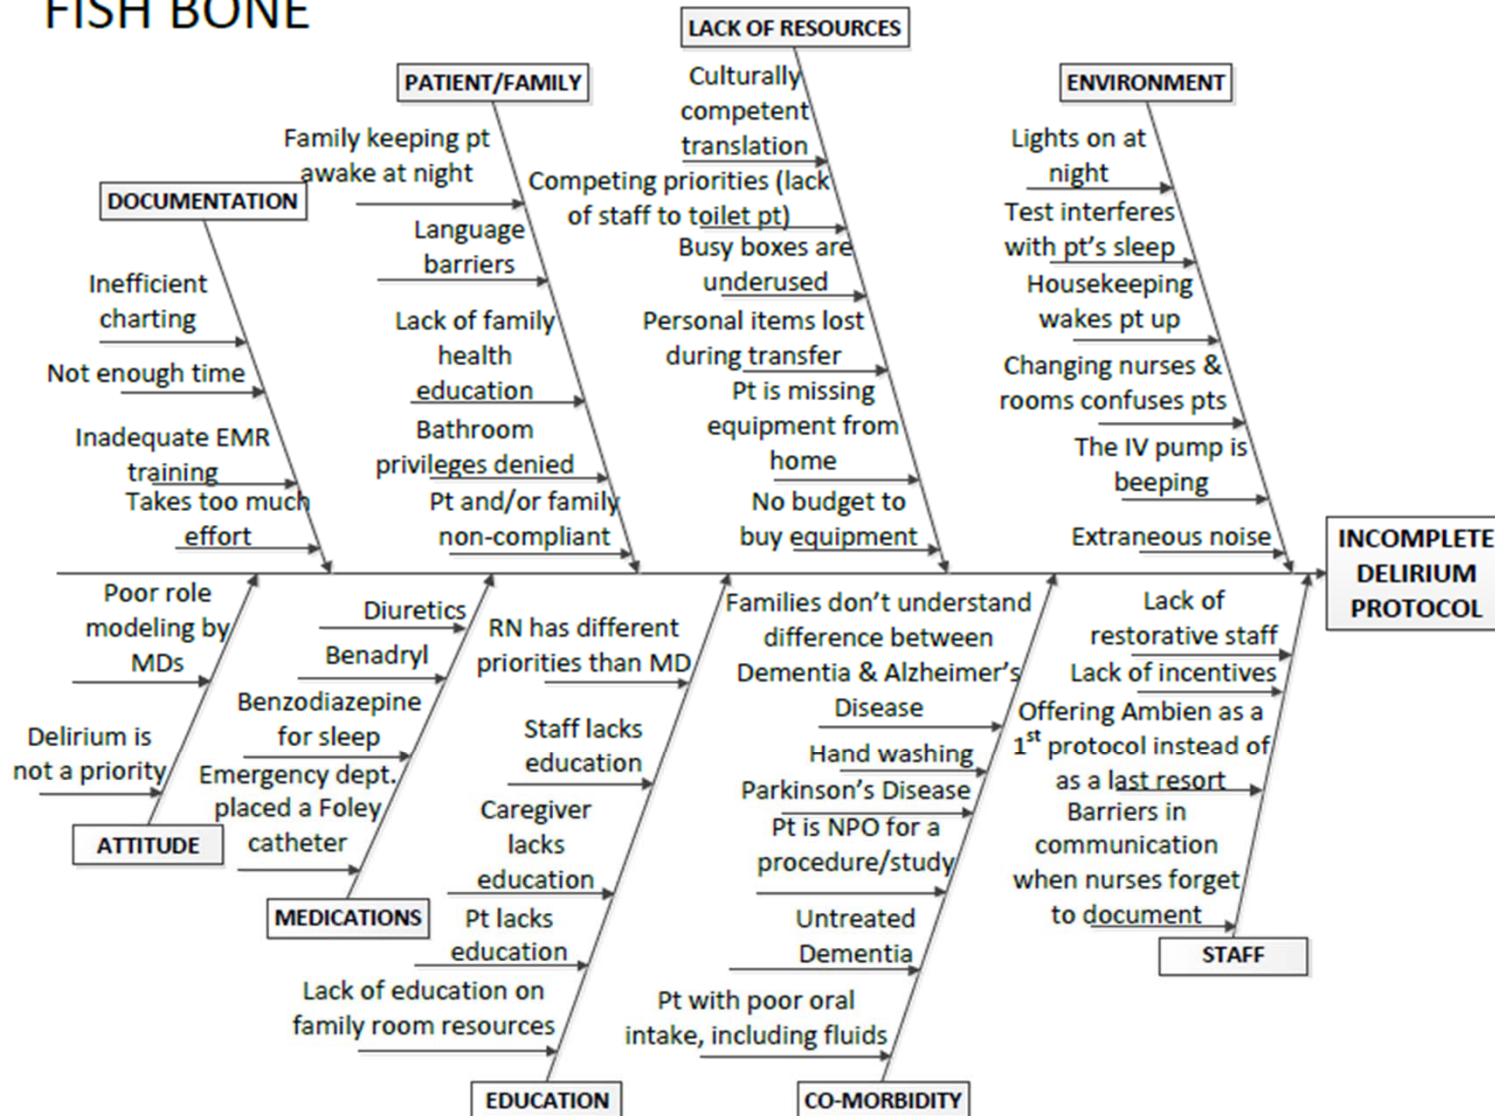 FISH BONE
LACK OF RESOURCES
Culturally
competent
translation
Competing priorities (lack
of staff to toilet pt)
Busy boxes are
underused
Personal items lost
during transfer
Pt is missing
equipment from
home
No budget to
buy equipment
PATIENT/FAMILY
Family keeping pt
awake at night
Language
barriers
Lack of family
health
education
Bathroom
privileges denied
Pt and/or family
non-compliant
ENVIRONMENT
Lights on at
night
Test interferes
with pt's sleep
Housekeeping
wakes pt up
Changing nurses &
rooms confuses pts
The IV pump is
beeping
Extraneous noise
DOCUMENTATION
Inefficient
charting
Not enough time
Inadequate EMR
training
Takes too much
effort
INCOMPLETE
DELIRIUM
PROTOCOL
Poor role
modeling by
MDs
Delirium is
not a priority
ATTITUDE
Diuretics
Benadryl
Benzodiazepine
for sleep
Emergency dept.
placed a Foley
catheter
MEDICATIONS
RN has different
priorities than MD
Staff lacks
education
Caregiver
lacks
education
Pt lacks
education
Lack of education on
family room resources
EDUCATION
Families don't understand
difference between
Dementia & Alzheimer's
Disease
Hand washing
Parkinson's Disease
Pt is NPO for a
procedure/study
Untreated
Dementia
Pt with poor oral
intake, including fluids
CO-MORBIDITY
Lack of
restorative staff
Lack of incentives
Offering Ambien as a
1st protocol instead of
as a last resort
Barriers in
communication
when nurses forget
to document
STAFF